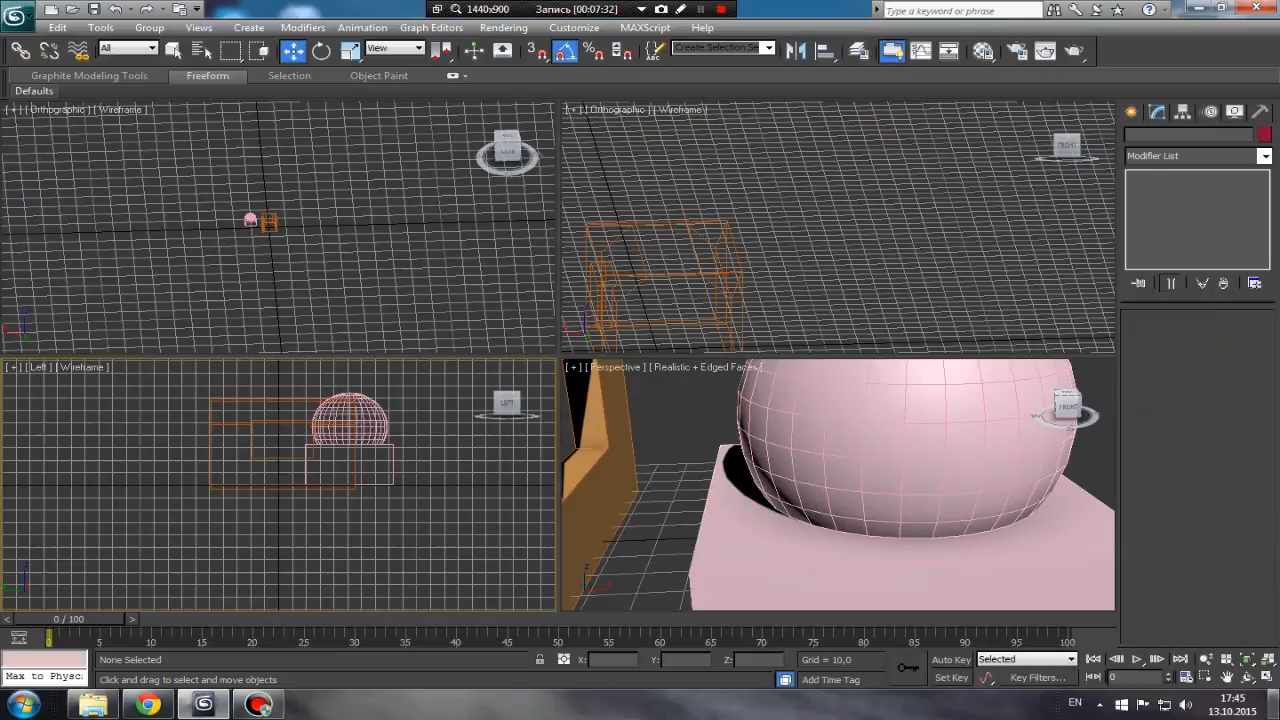 1440x900 Запись [00:07:32]
Type a keyword or phrase
Edit Tools Group Views Create Modifiers Animation Graph Editors Rendering Customize MAXScript Help
All View 3 Create Selection Se
Graphite Modeling Tools Freeform Selection Object Paint
Defaults
[ + ] [ Orthographic ] [ Wireframe ]
[ + ] [ Orthographic ] [ Wireframe ]
FRONT
Modifier List
[ + ] [ Left ] [ Wireframe ]
LEFT
[ + ] [ Perspective ] [ Realistic + Edged Faces ]
FRONT
0 / 100
0 5 10 15 20 25 30 35 40 45 50 55 60 65 70 75 80 85 90 95 100
None Selected X: Y: Z: Grid = 10,0 Auto Key Selected
Max to Physc: Click and drag to select and move objects Add Time Tag Set Key Key Filters... 0
EN 17:45
13.10.2015